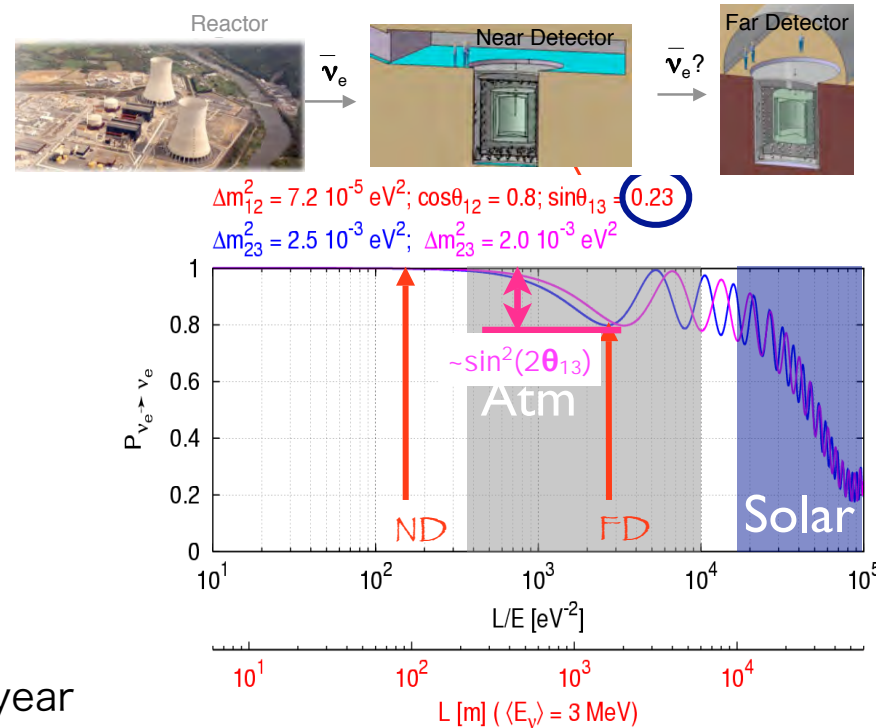 Reactor
Near Detector
Far Detector
ν̅e
ν̅e?
Δm²12 = 7.2 10⁻⁵ eV²; cosθ12 = 0.8; sinθ13 = 0.23
Δm²23 = 2.5 10⁻³ eV²; Δm²23 = 2.0 10⁻³ eV²
1
0.8
0.6
0.4
0.2
0
Pνe→ νe
~sin²(2θ13)
Atm
Solar
ND
FD
10¹ 10² 10³ 10⁴ 10⁵
L/E [eV⁻²]
10¹ 10² 10³ 10⁴
year
L [m] ( ⟨Eν⟩ = 3 MeV)